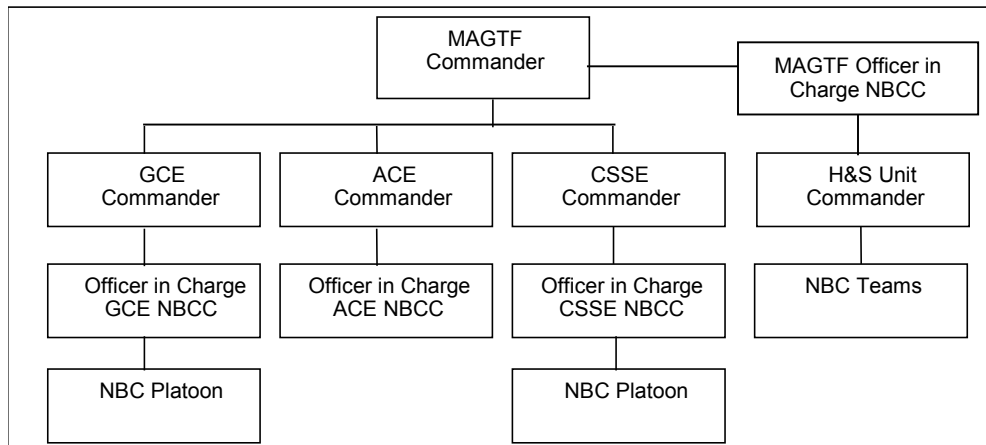 MAGTF
Commander
MAGTF Officer in
Charge NBCC
GCE
Commander
ACE
Commander
CSSE
Commander
H&S Unit
Commander
Officer in Charge
GCE NBCC
Officer in Charge
ACE NBCC
Officer in Charge
CSSE NBCC
NBC Teams
NBC Platoon
NBC Platoon